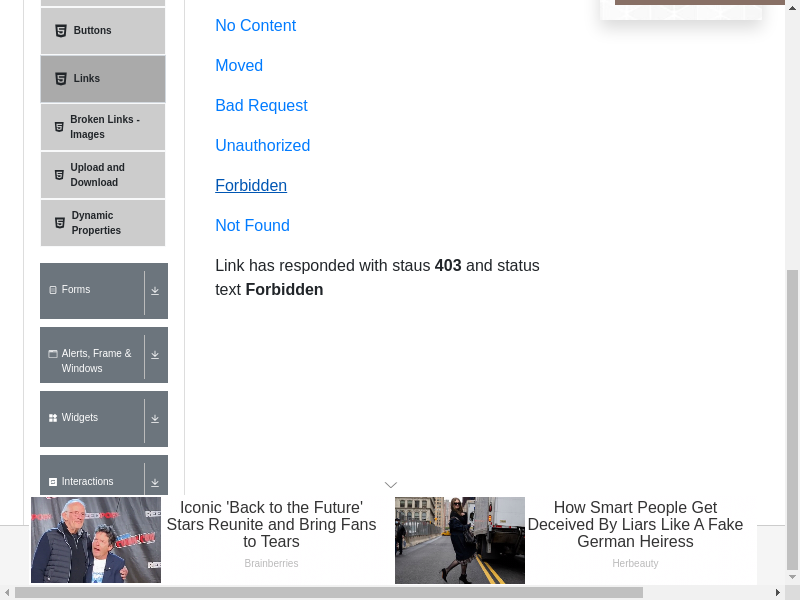 Buttons
Links
Broken Links -
Images
Upload and
Download
Dynamic
Properties
Forms
Alerts, Frame &
Windows
Widgets
Interactions
No Content
Moved
Bad Request
Unauthorized
Forbidden
Not Found
Link has responded with staus 403 and status
text Forbidden
Iconic 'Back to the Future'
Stars Reunite and Bring Fans
to Tears
Brainberries
How Smart People Get
Deceived By Liars Like A Fake
German Heiress
Herbeauty